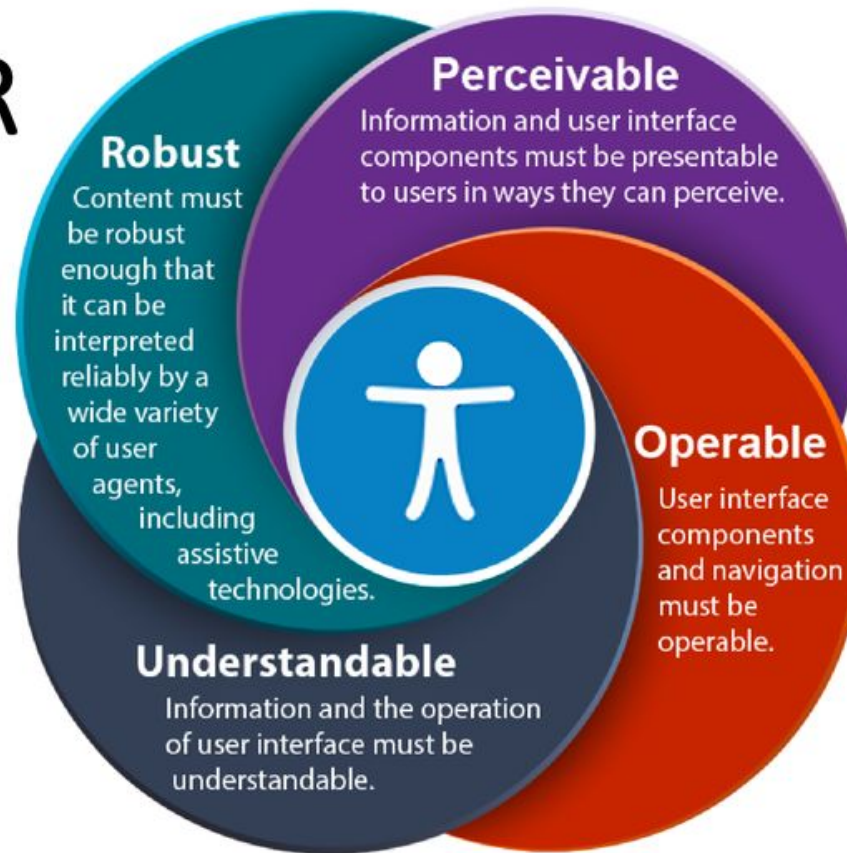 R
Perceivable
Information and user interface
components must be presentable
to users in ways they can perceive.
Operable
User interface
components
and navigation
must be
operable.
Understandable
Information and the operation
of user interface must be
understandable.
Robust
Content must
be robust
enough that
it can be
interpreted
reliably by a
wide variety
of user
agents,
including
assistive
technologies.